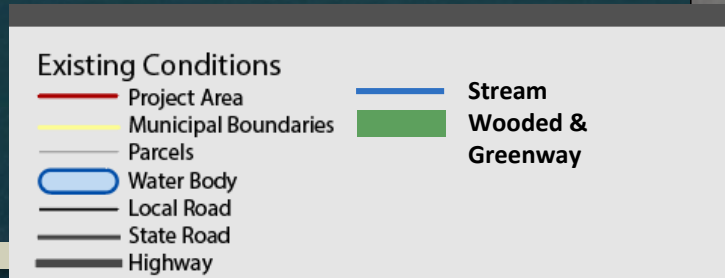 Existing Conditions
Project Area
Municipal Boundaries
Parcels
Water Body
Local Road
State Road
Highway
Stream
Wooded &
Greenway